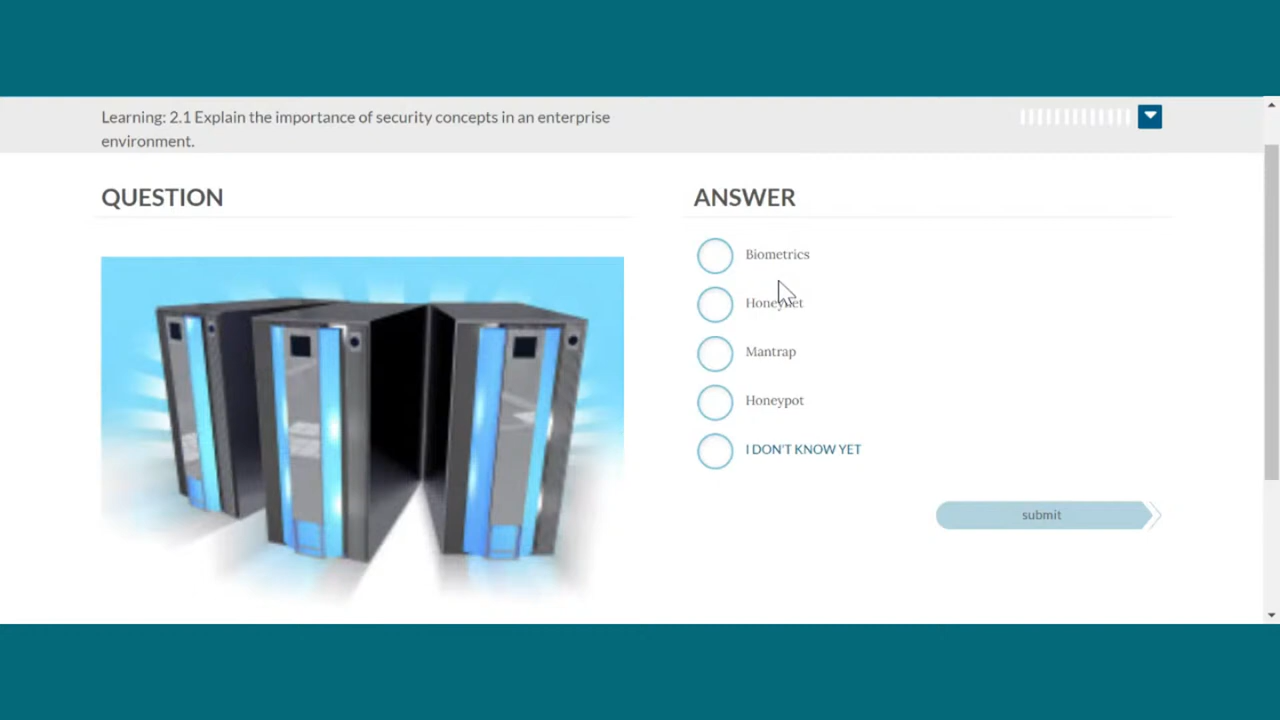 Learning: 2.1 Explain the importance of security concepts in an enterprise
environment.
QUESTION
ANSWER
Biometrics
Honeynet
Mantrap
Honeypot
I DON'T KNOW YET
submit